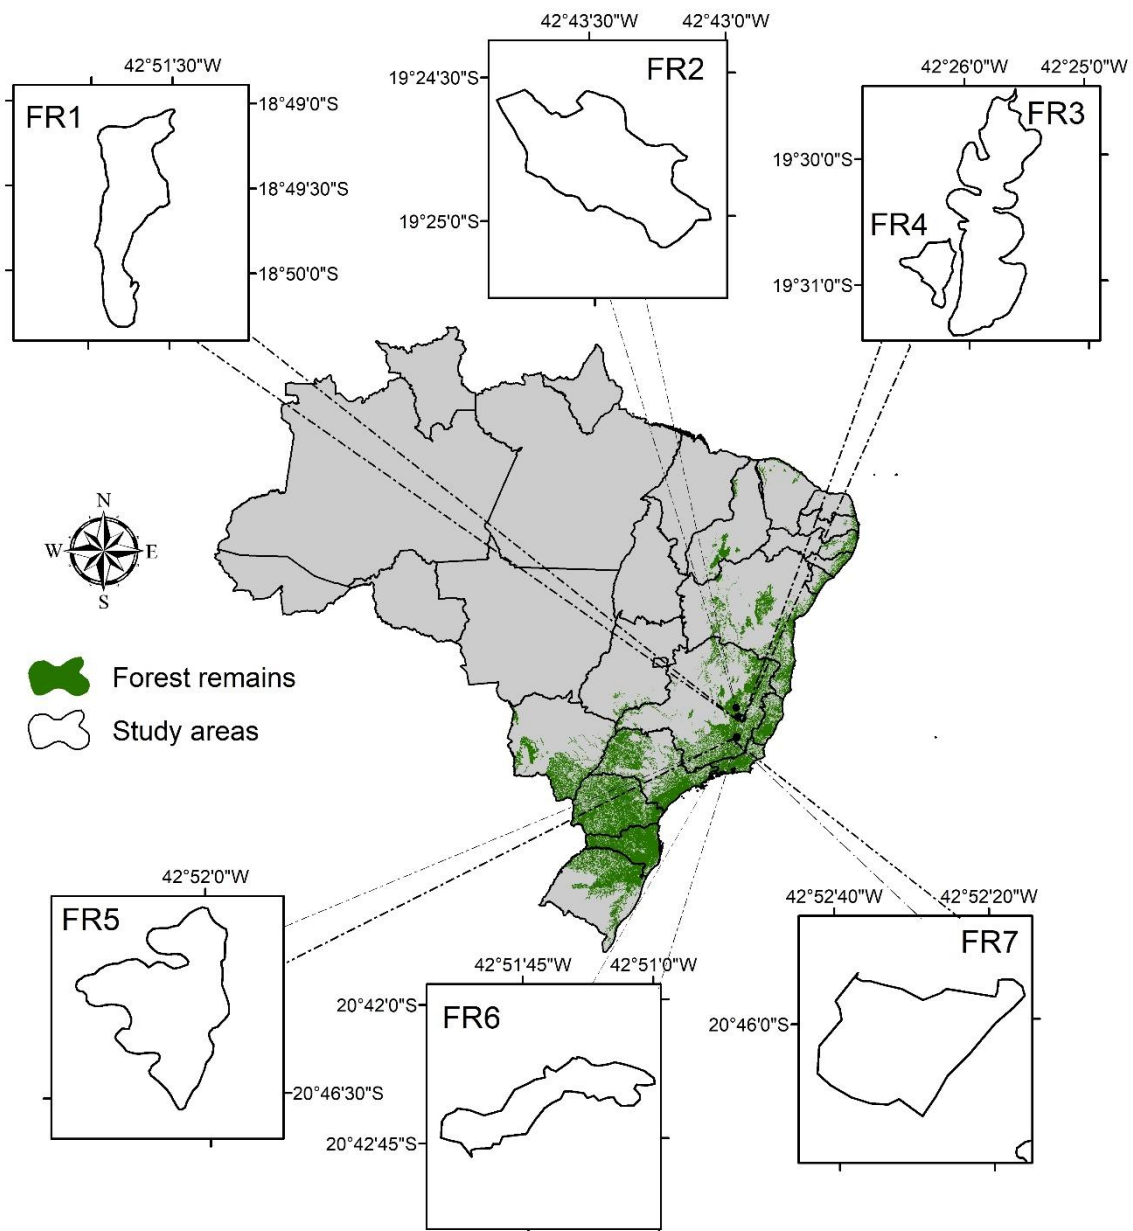 42°43'30"W 42°43'0"W
42°51'30"W
FR1
18°49'0"S
18°49'30"S
18°50'0"S
FR2
19°24'30"S
19°25'0"S
42°26'0"W 42°25'0"W
FR3
19°30'0"S
FR4
19°31'0"S
N
W E
S
Forest remains
Study areas
42°52'0"W
FR5
20°46'30"S
42°51'45"W 42°51'0"W
20°42'0"S
FR6
20°42'45"S
42°52'40"W 42°52'20"W
FR7
20°46'0"S